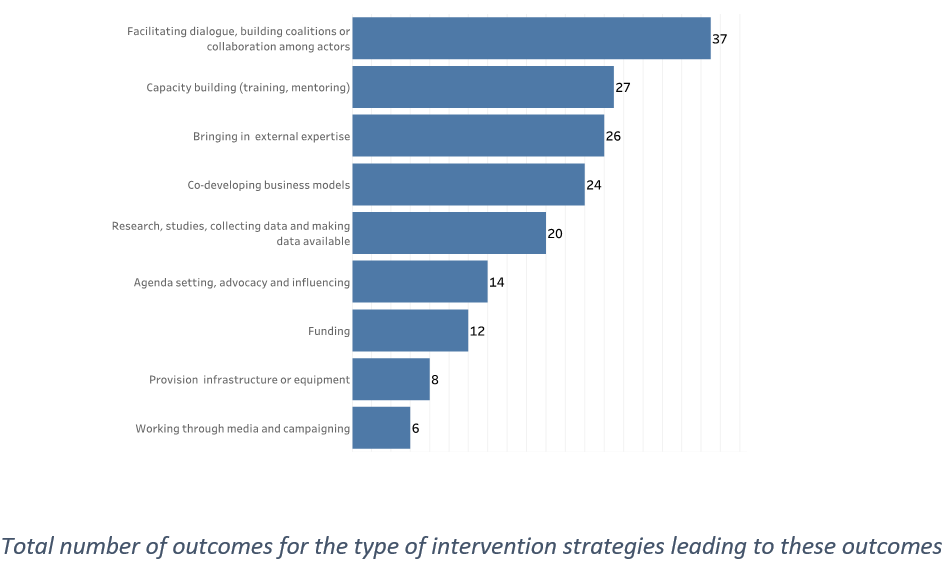 Facilitating dialogue, building coalitions or
collaboration among actors
37
Capacity building (training, mentoring)
27
Bringing in external expertise
26
Co-developing business models
24
Research, studies, collecting data and making
data available
20
Agenda setting, advocacy and influencing
14
Funding
12
Provision infrastructure or equipment
8
Working through media and campaigning
6
Total number of outcomes for the type of intervention strategies leading to these outcomes